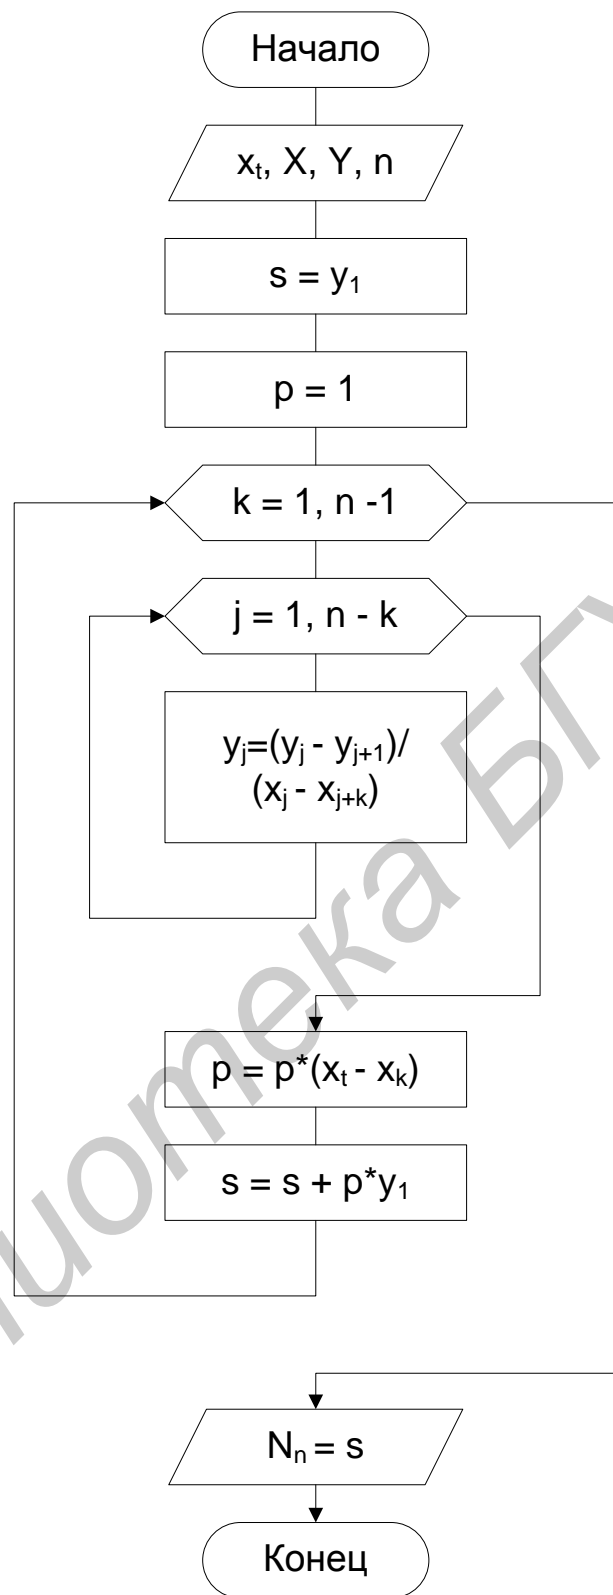 Начало
xₜ, X, Y, n
s = y₁
p = 1
k = 1, n -1
j = 1, n - k
yⱼ=(yⱼ - yⱼ₊₁)/
(xⱼ - xⱼ₊ₖ)
p = p*(xₜ - xₖ)
s = s + p*y₁
Nₙ = s
Конец